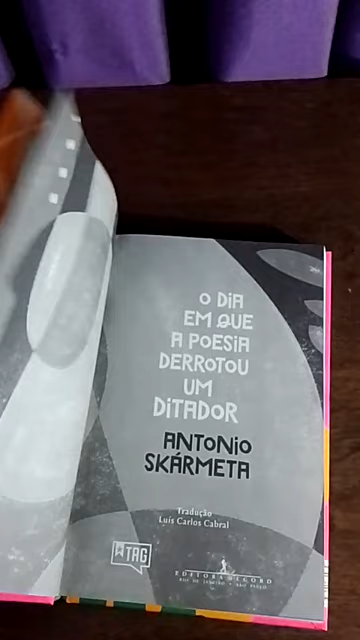 O DIA
EM QUE
A POESIA
DERROTOU
UM
DITADOR
ANTONIO
SKÁRMETA
Tradução
Luís Carlos Cabral
TAG
EDITORA RECORD
RIO DE JANEIRO • SÃO PAULO